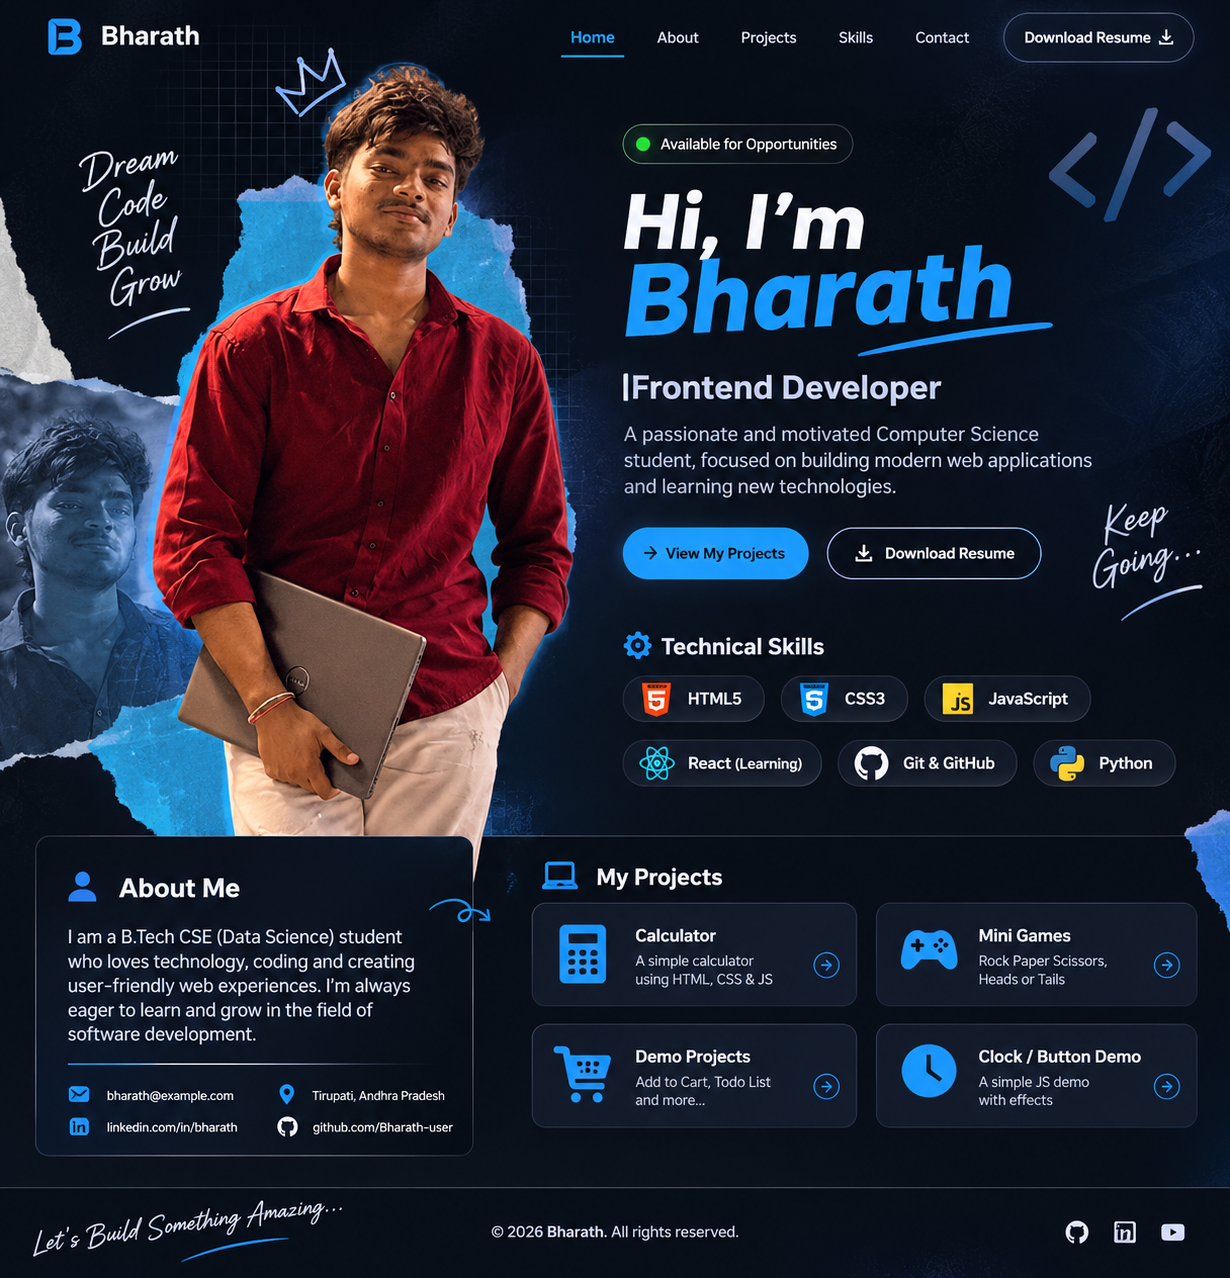 B Bharath
Home About Projects Skills Contact Download Resume
Dream
Code
Build
Grow
Available for Opportunities
</>
Hi, I'm
Bharath
Frontend Developer
A passionate and motivated Computer Science
student, focused on building modern web applications
and learning new technologies.
View My Projects
Download Resume
Keep
Going...
DELL
Technical Skills
5 HTML5
CSS3
JS JavaScript
React (Learning)
Git & GitHub
Python
About Me
I am a B.Tech CSE (Data Science) student
who loves technology, coding and creating
user-friendly web experiences. I'm always
eager to learn and grow in the field of
software development.
bharath@example.com
Tirupati, Andhra Pradesh
in linkedin.com/in/bharath
github.com/Bharath-user
My Projects
Calculator
A simple calculator
using HTML, CSS & JS
Mini Games
Rock Paper Scissors,
Heads or Tails
Demo Projects
Add to Cart, Todo List
and more...
Clock / Button Demo
A simple JS demo
with effects
Let's Build Something Amazing...
© 2026 Bharath. All rights reserved.
in